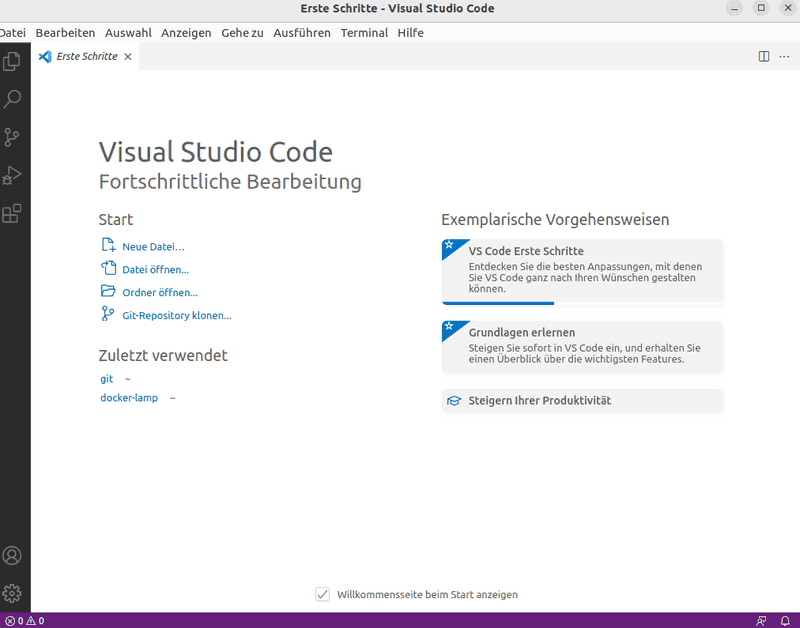 Erste Schritte - Visual Studio Code
Datei Bearbeiten Auswahl Anzeigen Gehe zu Ausführen Terminal Hilfe
Erste Schritte
Visual Studio Code
Fortschrittliche Bearbeitung
Start
Neue Datei...
Datei öffnen...
Ordner öffnen...
Git-Repository klonen...
Zuletzt verwendet
git ~
docker-lamp ~
Exemplarische Vorgehensweisen
VS Code Erste Schritte
Entdecken Sie die besten Anpassungen, mit denen
Sie VS Code ganz nach Ihren Wünschen gestalten
können.
Grundlagen erlernen
Steigen Sie sofort in VS Code ein, und erhalten Sie
einen Überblick über die wichtigsten Features.
Steigern Ihrer Produktivität
Willkommensseite beim Start anzeigen
0 0